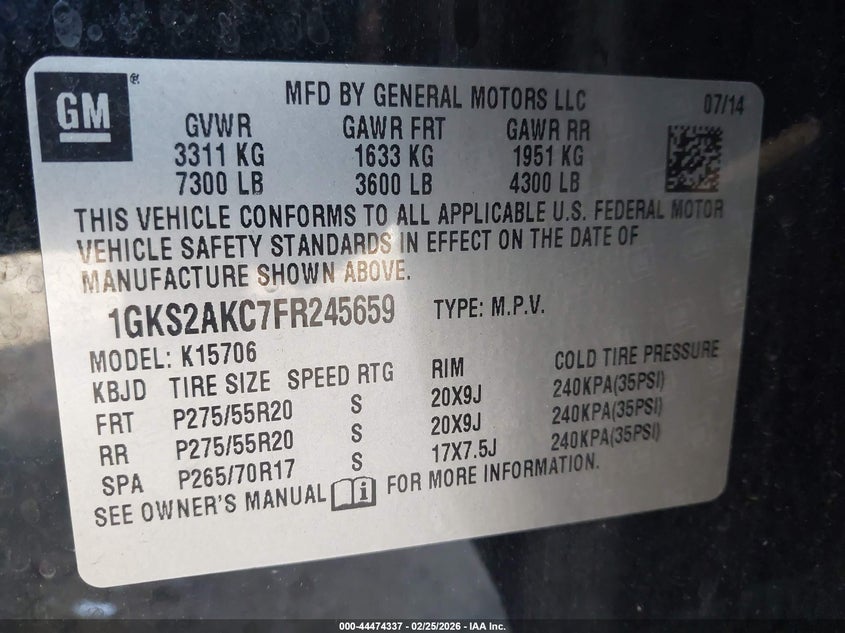 GM ®
MFD BY GENERAL MOTORS LLC 07/14
GVWR GAWR FRT GAWR RR
3311 KG 1633 KG 1951 KG
7300 LB 3600 LB 4300 LB
THIS VEHICLE CONFORMS TO ALL APPLICABLE U.S. FEDERAL MOTOR
VEHICLE SAFETY STANDARDS IN EFFECT ON THE DATE OF
MANUFACTURE SHOWN ABOVE.
1GKS2AKC7FR245659 TYPE: M.P.V.
MODEL: K15706
KBJD TIRE SIZE SPEED RTG RIM COLD TIRE PRESSURE
FRT P275/55R20 S 20X9J 240KPA(35PSI)
RR P275/55R20 S 20X9J 240KPA(35PSI)
SPA P265/70R17 S 17X7.5J 240KPA(35PSI)
SEE OWNER'S MANUAL i FOR MORE INFORMATION.
000-44474337 - 02/25/2026 - IAA Inc.